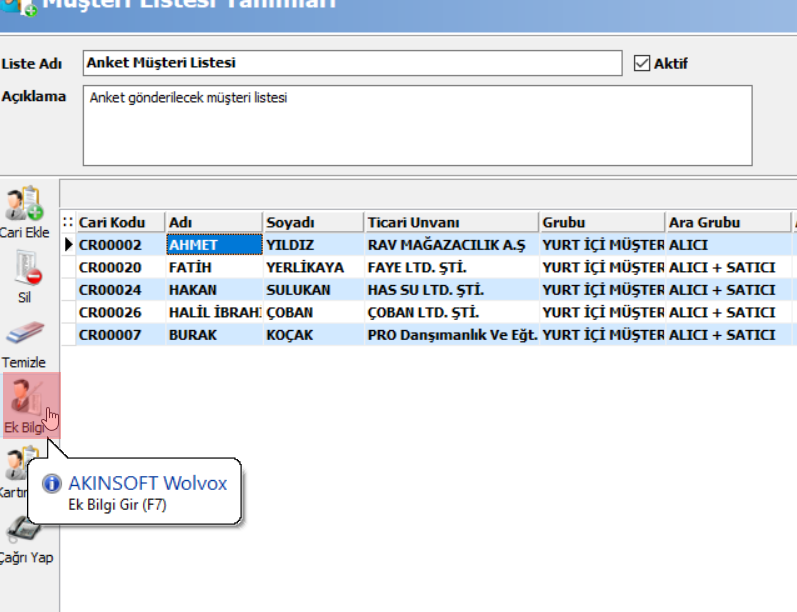 Müşteri Listesi Tanımları
Liste Adı
Anket Müşteri Listesi
Aktif
Açıklama
Anket gönderilecek müşteri listesi
Cari Ekle
Sil
Temizle
Ek Bilgi
Çağrı Yap
Cari Kodu Adı Soyadı Ticari Unvanı Grubu Ara Grubu
CR00002 AHMET YILDIZ RAV MAĞAZACILIK A.Ş YURT İÇİ MÜŞTER ALICI
CR00020 FATİH YERLİKAYA FAYE LTD. ŞTİ. YURT İÇİ MÜŞTER ALICI + SATICI
CR00024 HAKAN SULUKAN HAS SU LTD. ŞTİ. YURT İÇİ MÜŞTER ALICI + SATICI
CR00026 HALİL İBRAHİ ÇOBAN ÇOBAN LTD. ŞTİ. YURT İÇİ MÜŞTER ALICI + SATICI
CR00007 BURAK KOÇAK PRO Danşımanlık Ve Eğt. YURT İÇİ MÜŞTER ALICI + SATICI
AKINSOFT Wolvox
Ek Bilgi Gir (F7)